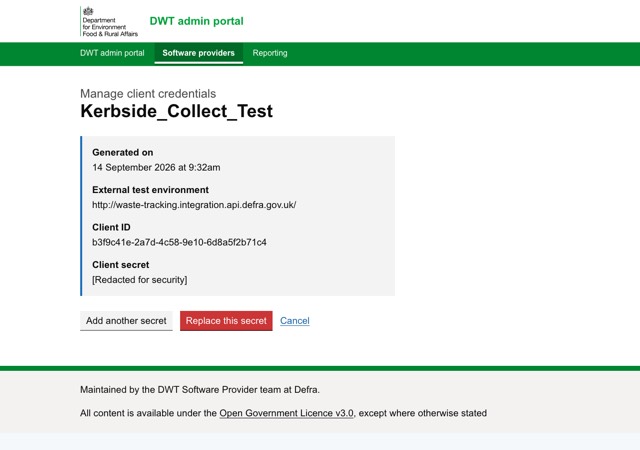 Department
for Environment
Food & Rural Affairs
DWT admin portal
DWT admin portal
Software providers
Reporting
Manage client credentials
Kerbside_Collect_Test
Generated on
14 September 2026 at 9:32am
External test environment
http://waste-tracking.integration.api.defra.gov.uk/
Client ID
b3f9c41e-2a7d-4c58-9e10-6d8a5f2b71c4
Client secret
[Redacted for security]
Add another secret
Replace this secret
Cancel
Maintained by the DWT Software Provider team at Defra.
All content is available under the Open Government Licence v3.0, except where otherwise stated